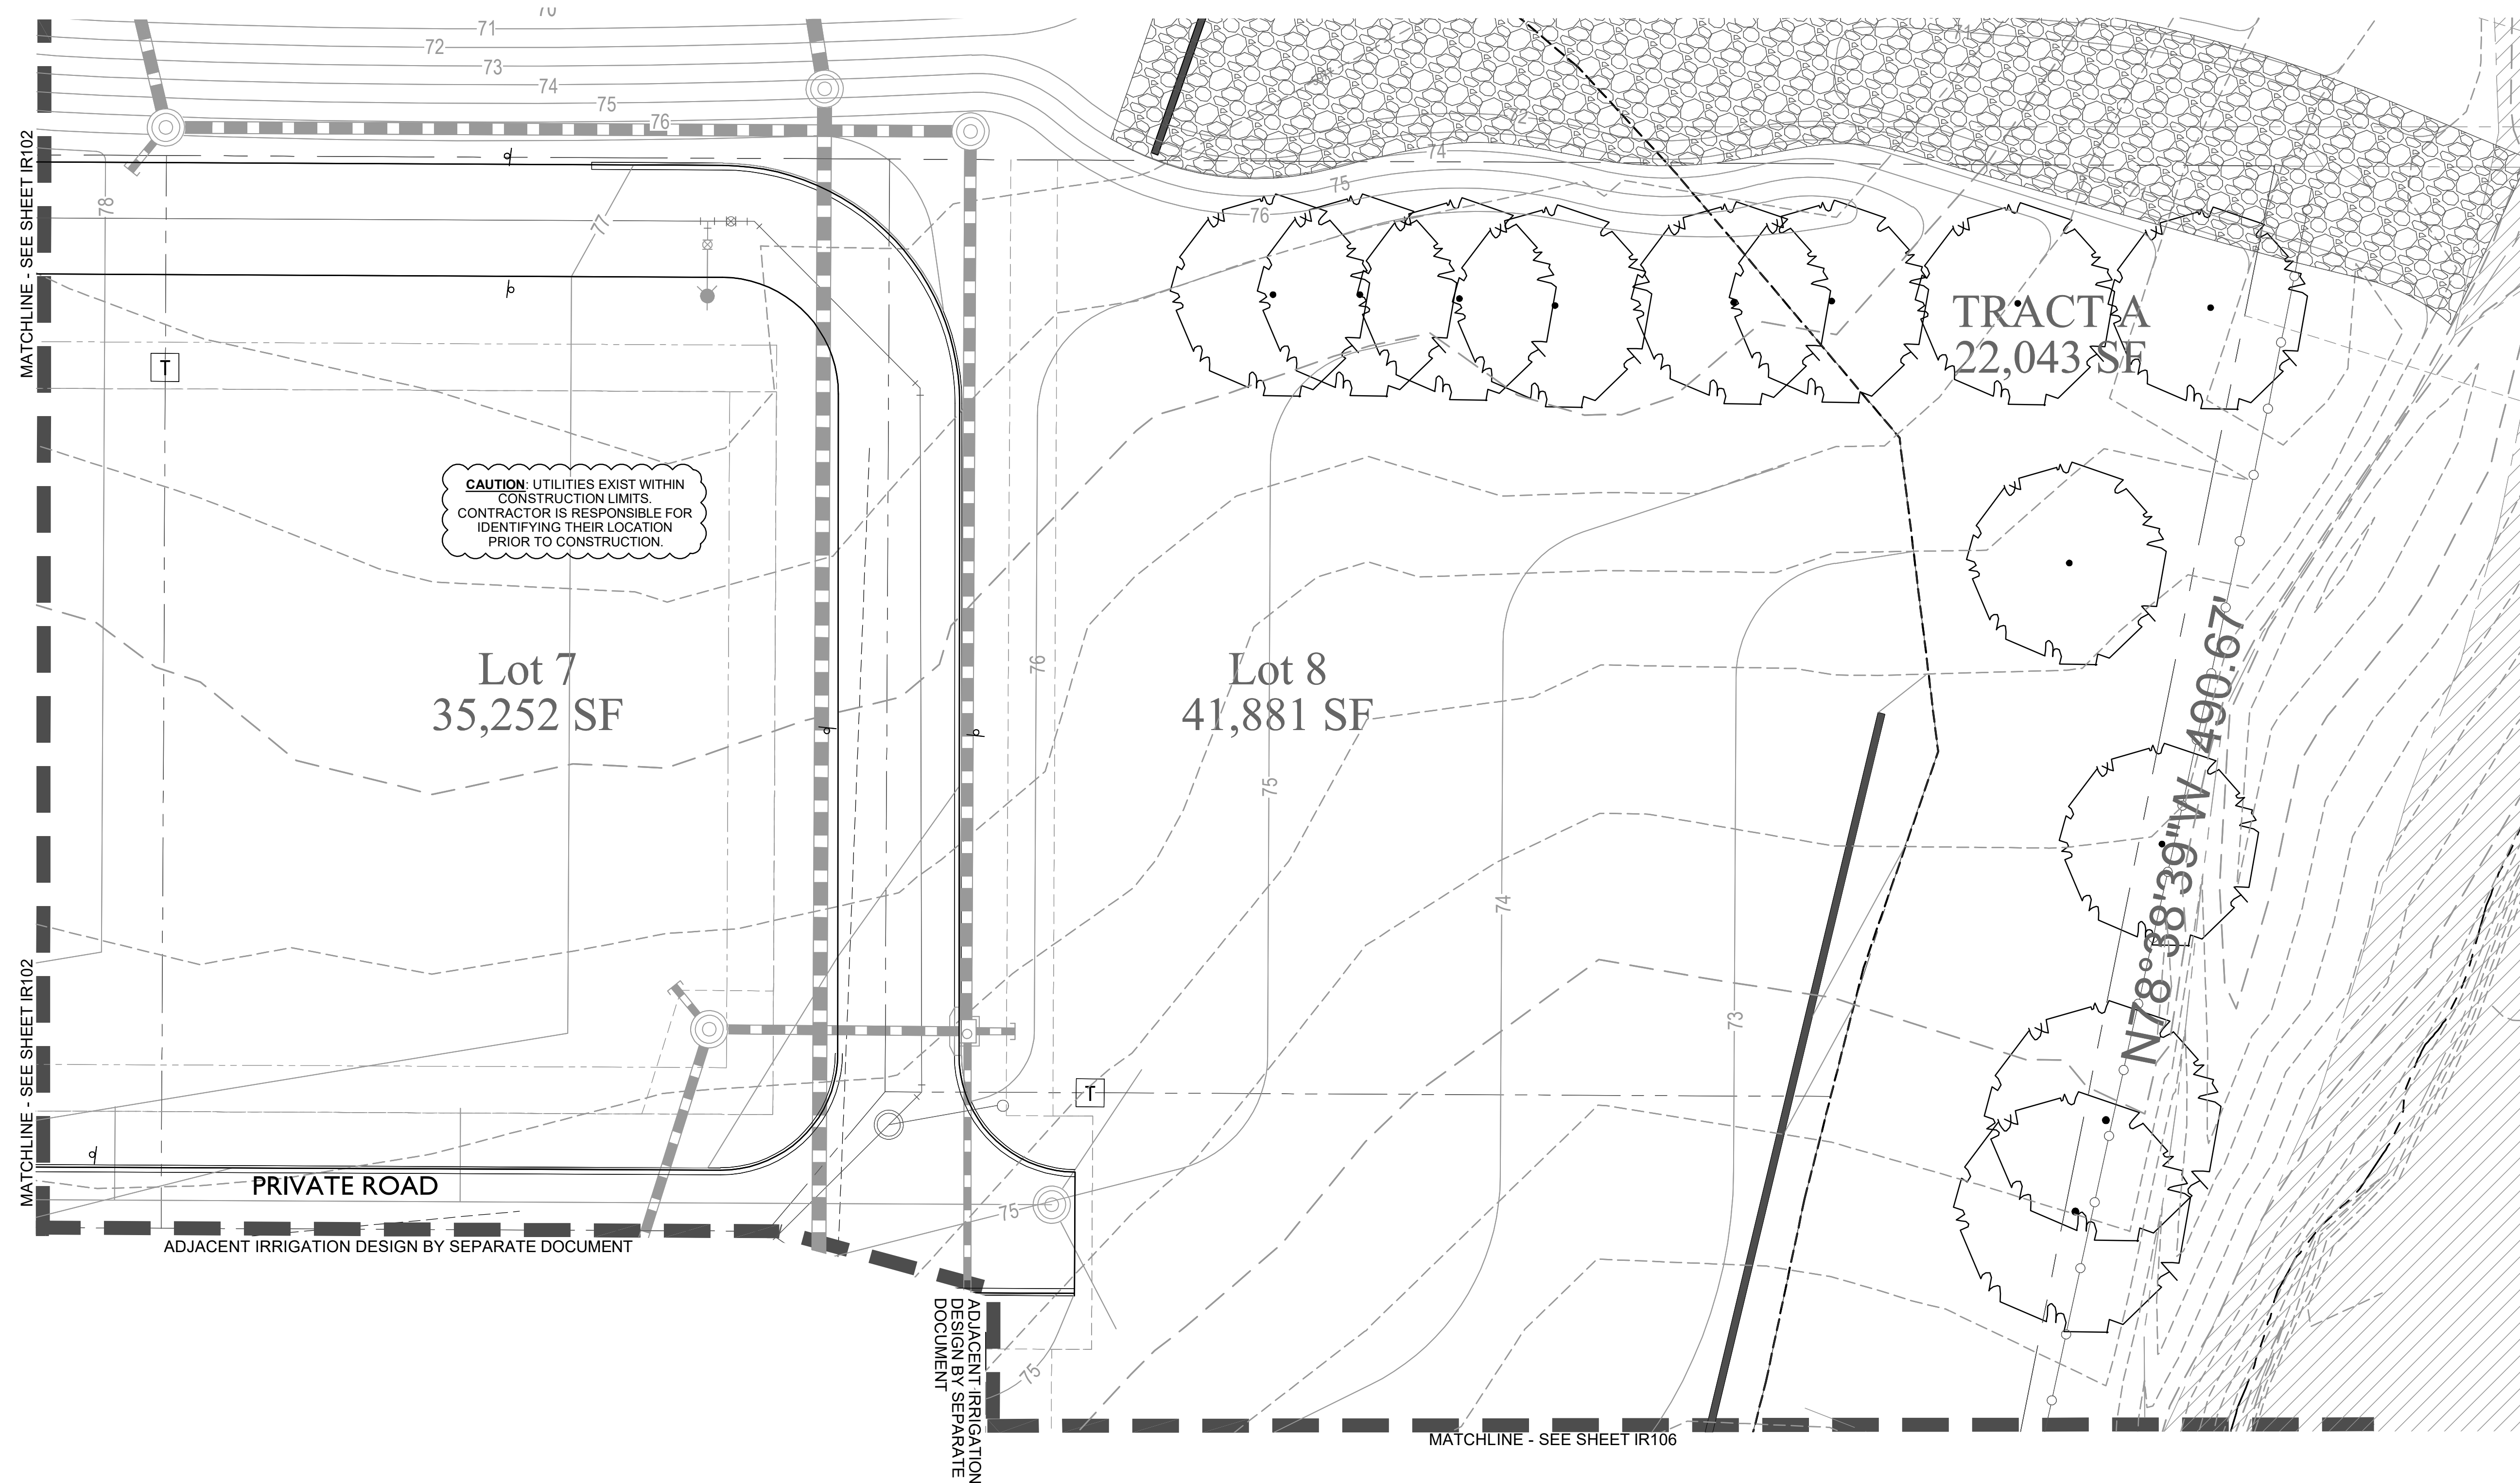 71
72
73
74
75
76
72
74
75
76
78
77
MATCHLINE - SEE SHEET IR102
T
TRACT A
22,043 SF
CAUTION: UTILITIES EXIST WITHIN
CONSTRUCTION LIMITS.
CONTRACTOR IS RESPONSIBLE FOR
IDENTIFYING THEIR LOCATION
PRIOR TO CONSTRUCTION.
Lot 7
35,252 SF
76
Lot 8
41,881 SF
75
74
73
N78°38'39"W 490.67'
MATCHLINE - SEE SHEET IR102
T
PRIVATE ROAD
75
ADJACENT IRRIGATION DESIGN BY SEPARATE DOCUMENT
ADJACENT IRRIGATION
DESIGN BY SEPARATE
DOCUMENT
75
MATCHLINE - SEE SHEET IR106